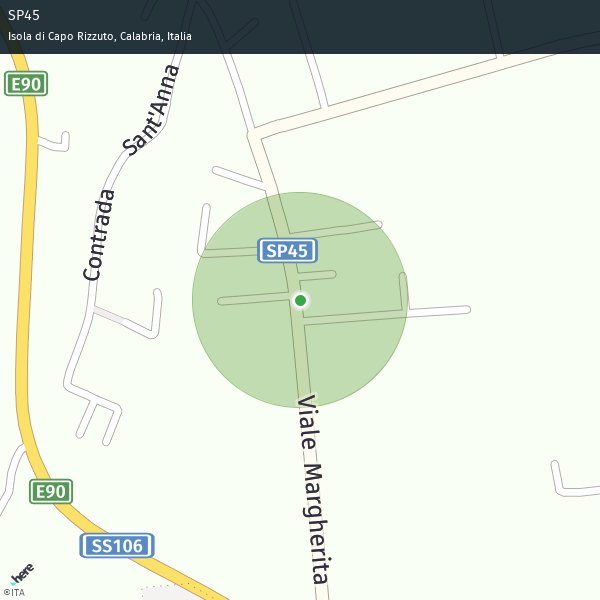 SP45
Isola di Capo Rizzuto, Calabria, Italia
E90
Contrada Sant'Anna
SP45
Viale Margherita
E90
SS106
here
©ITA